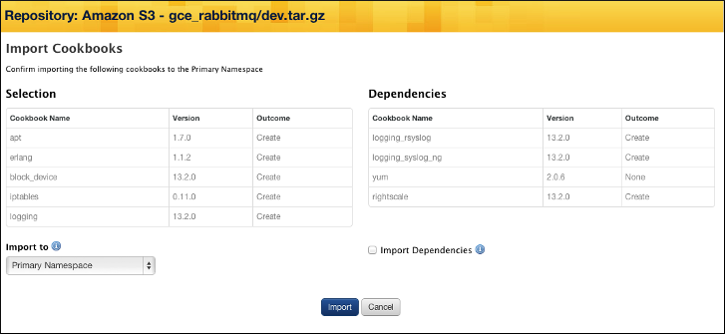 Repository: Amazon S3 - gce_rabbitmq/dev.tar.gz
Import Cookbooks
Confirm importing the following cookbooks to the Primary Namespace
Selection
Cookbook Name Version Outcome
apt 1.7.0 Create
erlang 1.1.2 Create
block_device 13.2.0 Create
iptables 0.11.0 Create
logging 13.2.0 Create
Dependencies
Cookbook Name Version Outcome
logging_rsyslog 13.2.0 Create
logging_syslog_ng 13.2.0 Create
yum 2.0.6 None
rightscale 13.2.0 Create
Import to
Primary Namespace
Import Dependencies
Import Cancel